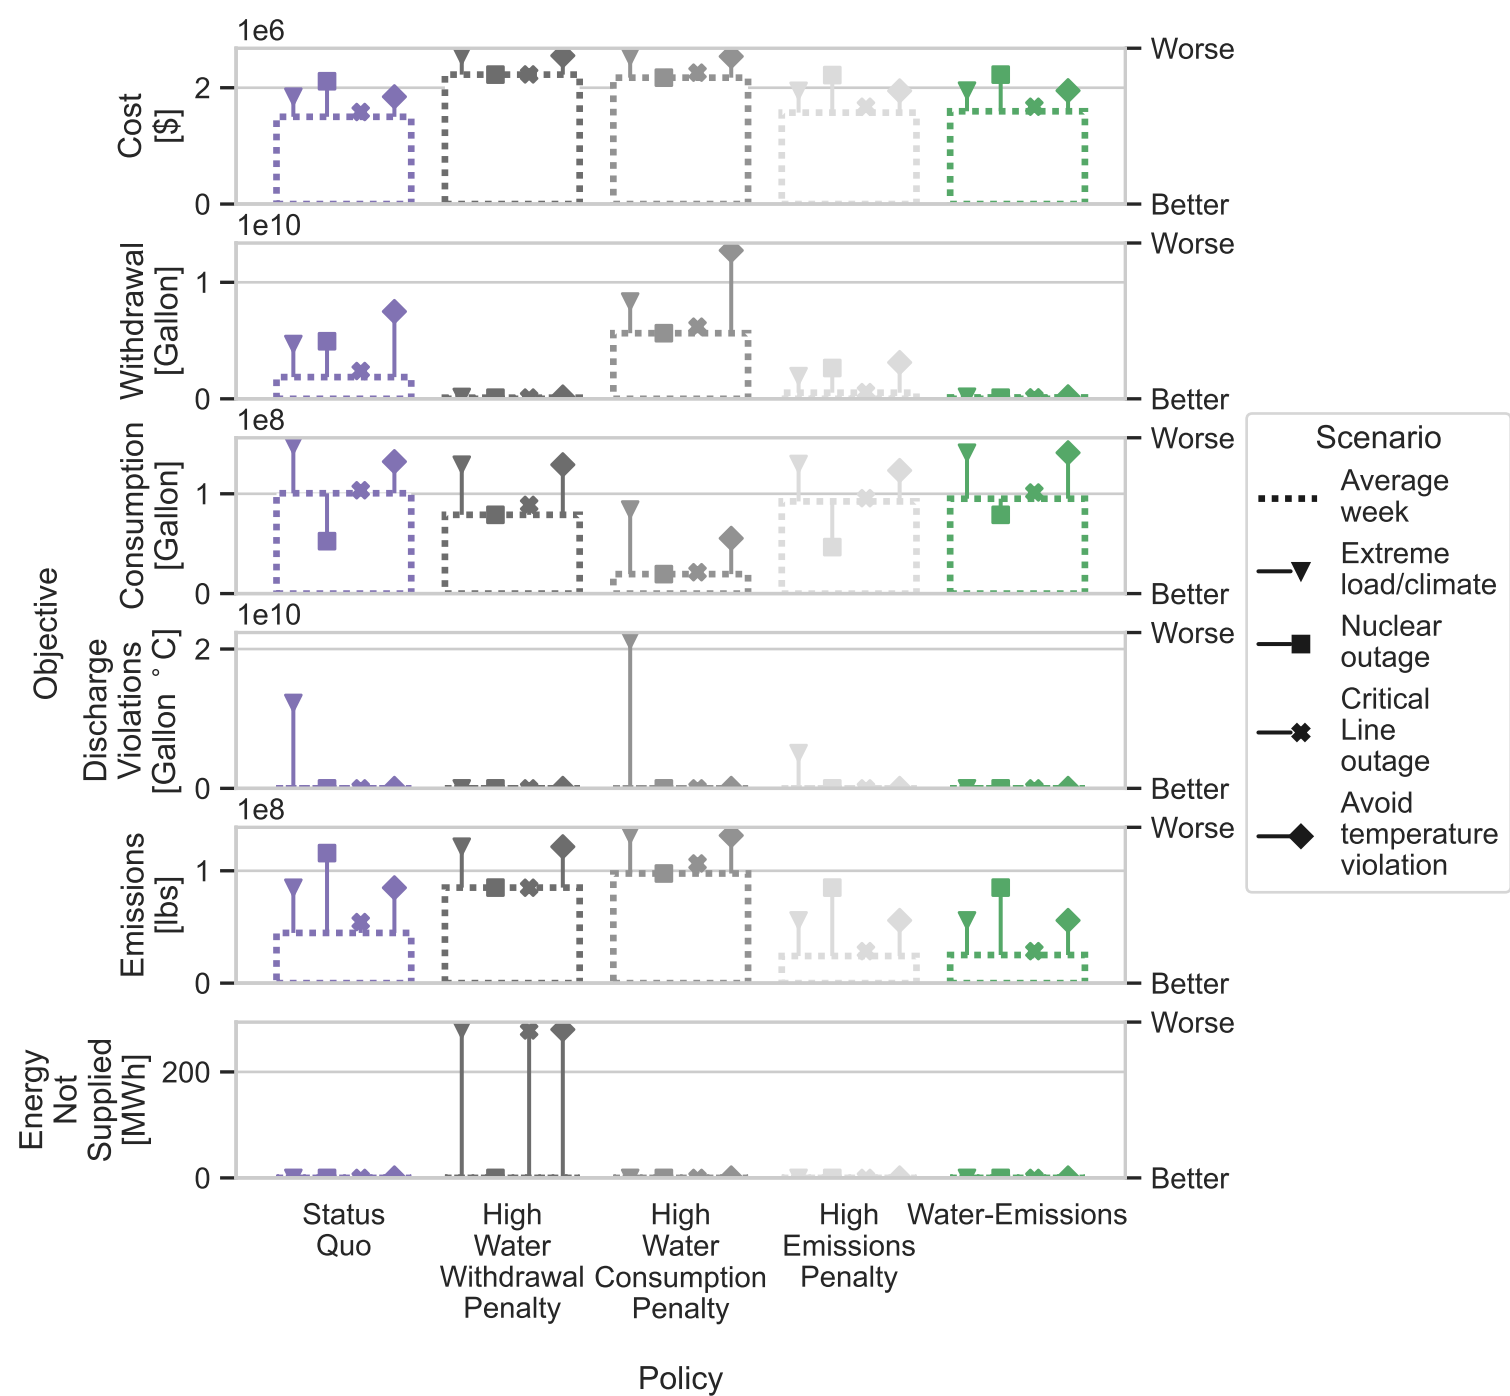 1e6
Cost
[$]
2
0
Worse
Better
1e10
Withdrawal
[Gallon]
1
0
Worse
Better
1e8
Consumption
[Gallon]
1
0
Worse
Better
1e10
Discharge
Violations
[Gallon ° C]
2
0
Worse
Better
1e8
Emissions
[lbs]
1
0
Worse
Better
Energy
Not
Supplied
[MWh]
200
0
Worse
Better
Objective
Status
Quo
High
Water
Withdrawal
Penalty
High
Water
Consumption
Penalty
High
Emissions
Penalty
Water-Emissions
Policy
Scenario
Average
week
Extreme
load/climate
Nuclear
outage
Critical
Line
outage
Avoid
temperature
violation